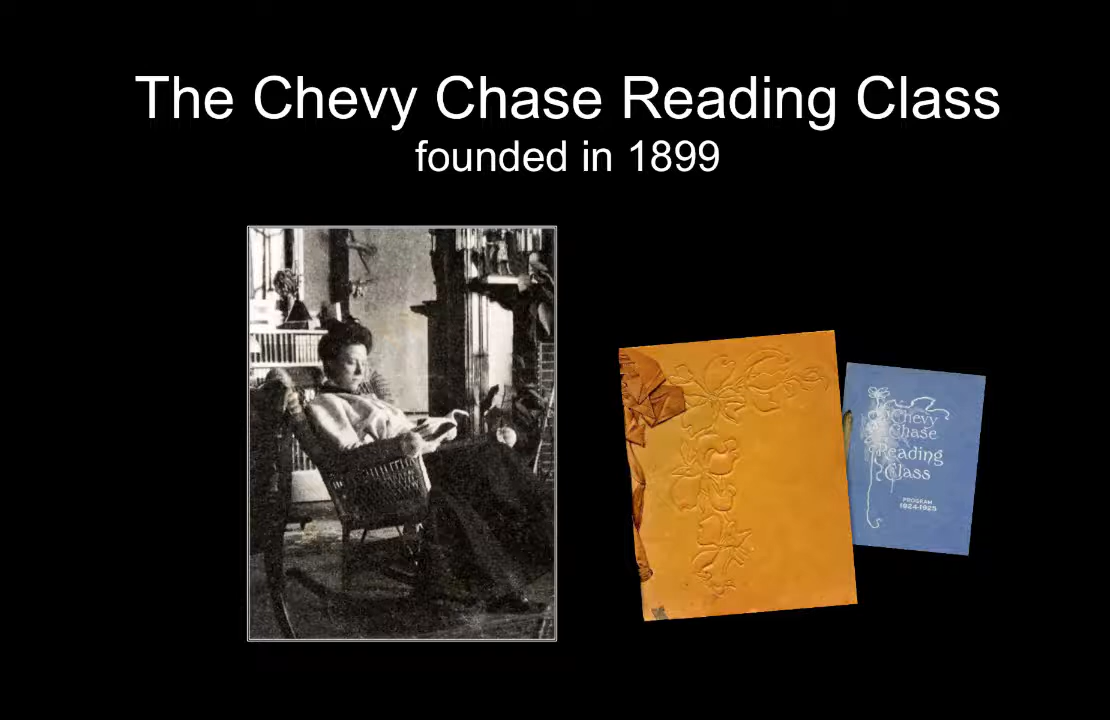 The Chevy Chase Reading Class
founded in 1899
Chevy
Chase
Reading
Class
PROGRAM
1924-1925